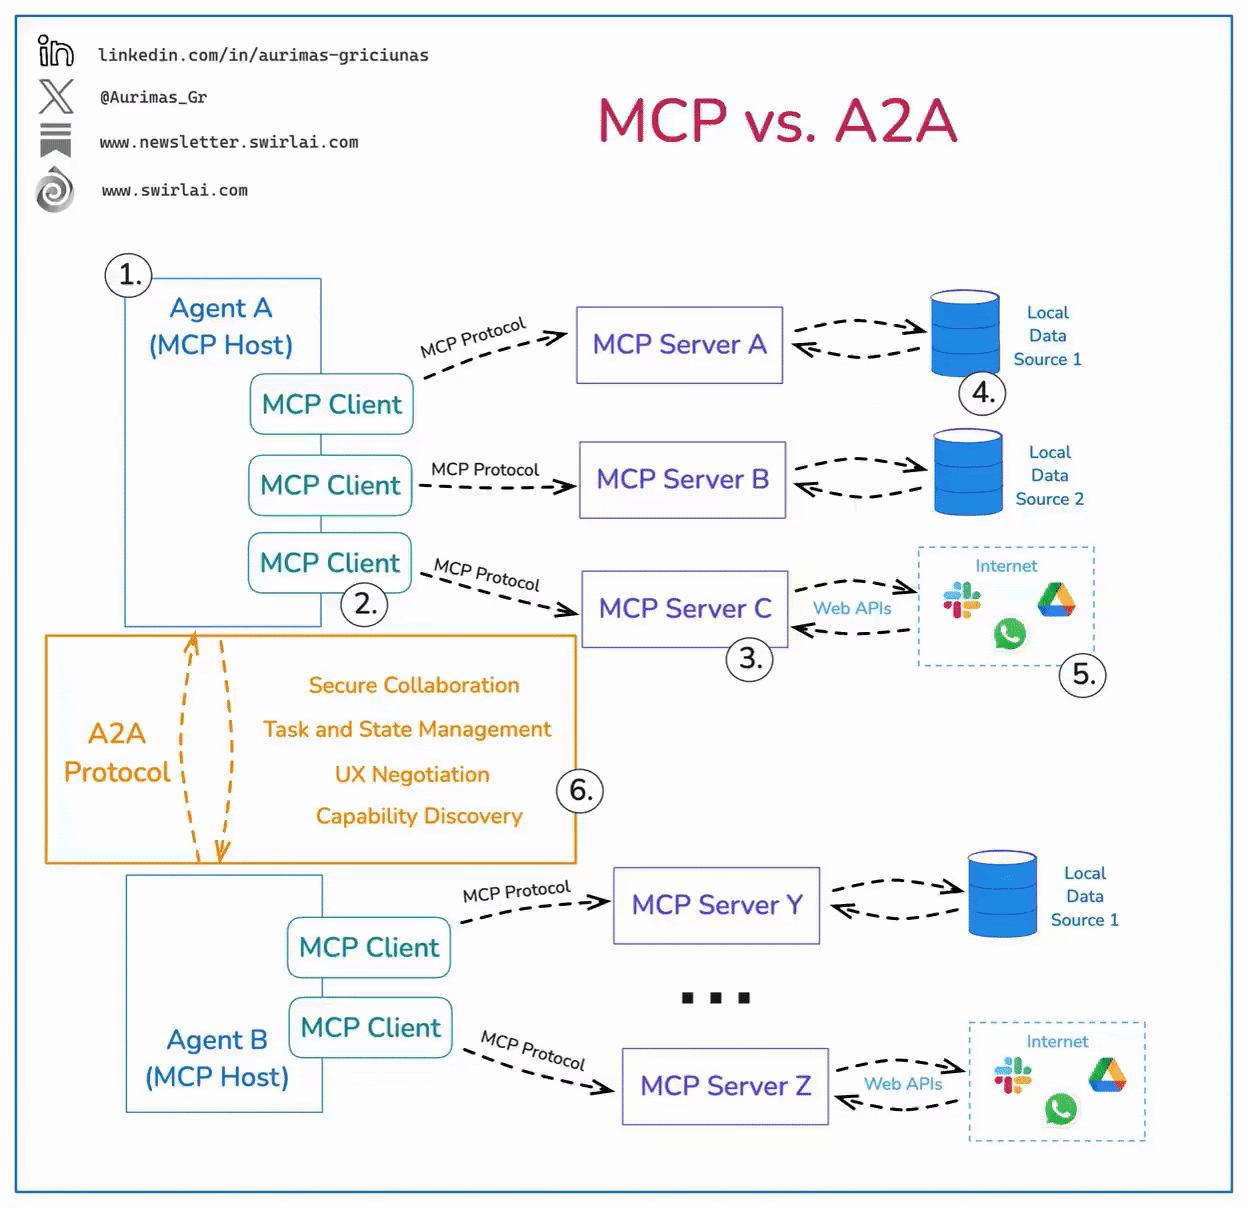 linkedin.com/in/aurimas-griciunas
@Aurimas_Gr
www.newsletter.swirlai.com
www.swirlai.com
MCP vs. A2A
1.
Agent A
(MCP Host)
MCP Client
MCP Client
MCP Client
2.
MCP Protocol
MCP Protocol
MCP Protocol
MCP Server A
MCP Server B
MCP Server C
3.
Local
Data
Source 1
4.
Local
Data
Source 2
Web APIs
Internet
5.
A2A
Protocol
Secure Collaboration
Task and State Management
UX Negotiation
Capability Discovery
6.
Agent B
(MCP Host)
MCP Client
MCP Client
MCP Protocol
MCP Protocol
MCP Server Y
...
MCP Server Z
Local
Data
Source 1
Web APIs
Internet